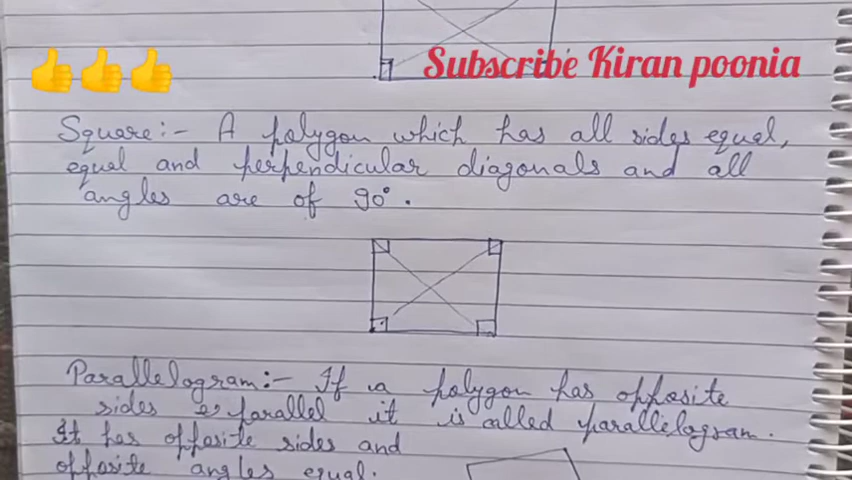 👍👍👍 Subscribe Kiran poonia
Square:- A polygon which has all sides equal,
equal and perpendicular diagonals and all
angles are of 90°.
Parallelogram:- If a polygon has opposite
sides parallel it is called parallelogram.
It has opposite sides and
opposite angles equal.